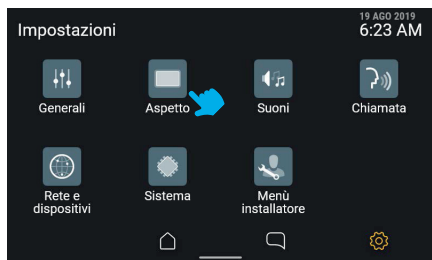 19 AGO 2019
Impostazioni
6:23 AM
Generali
Aspetto
Suoni
Chiamata
Rete e
dispositivi
Sistema
Menù
installatore